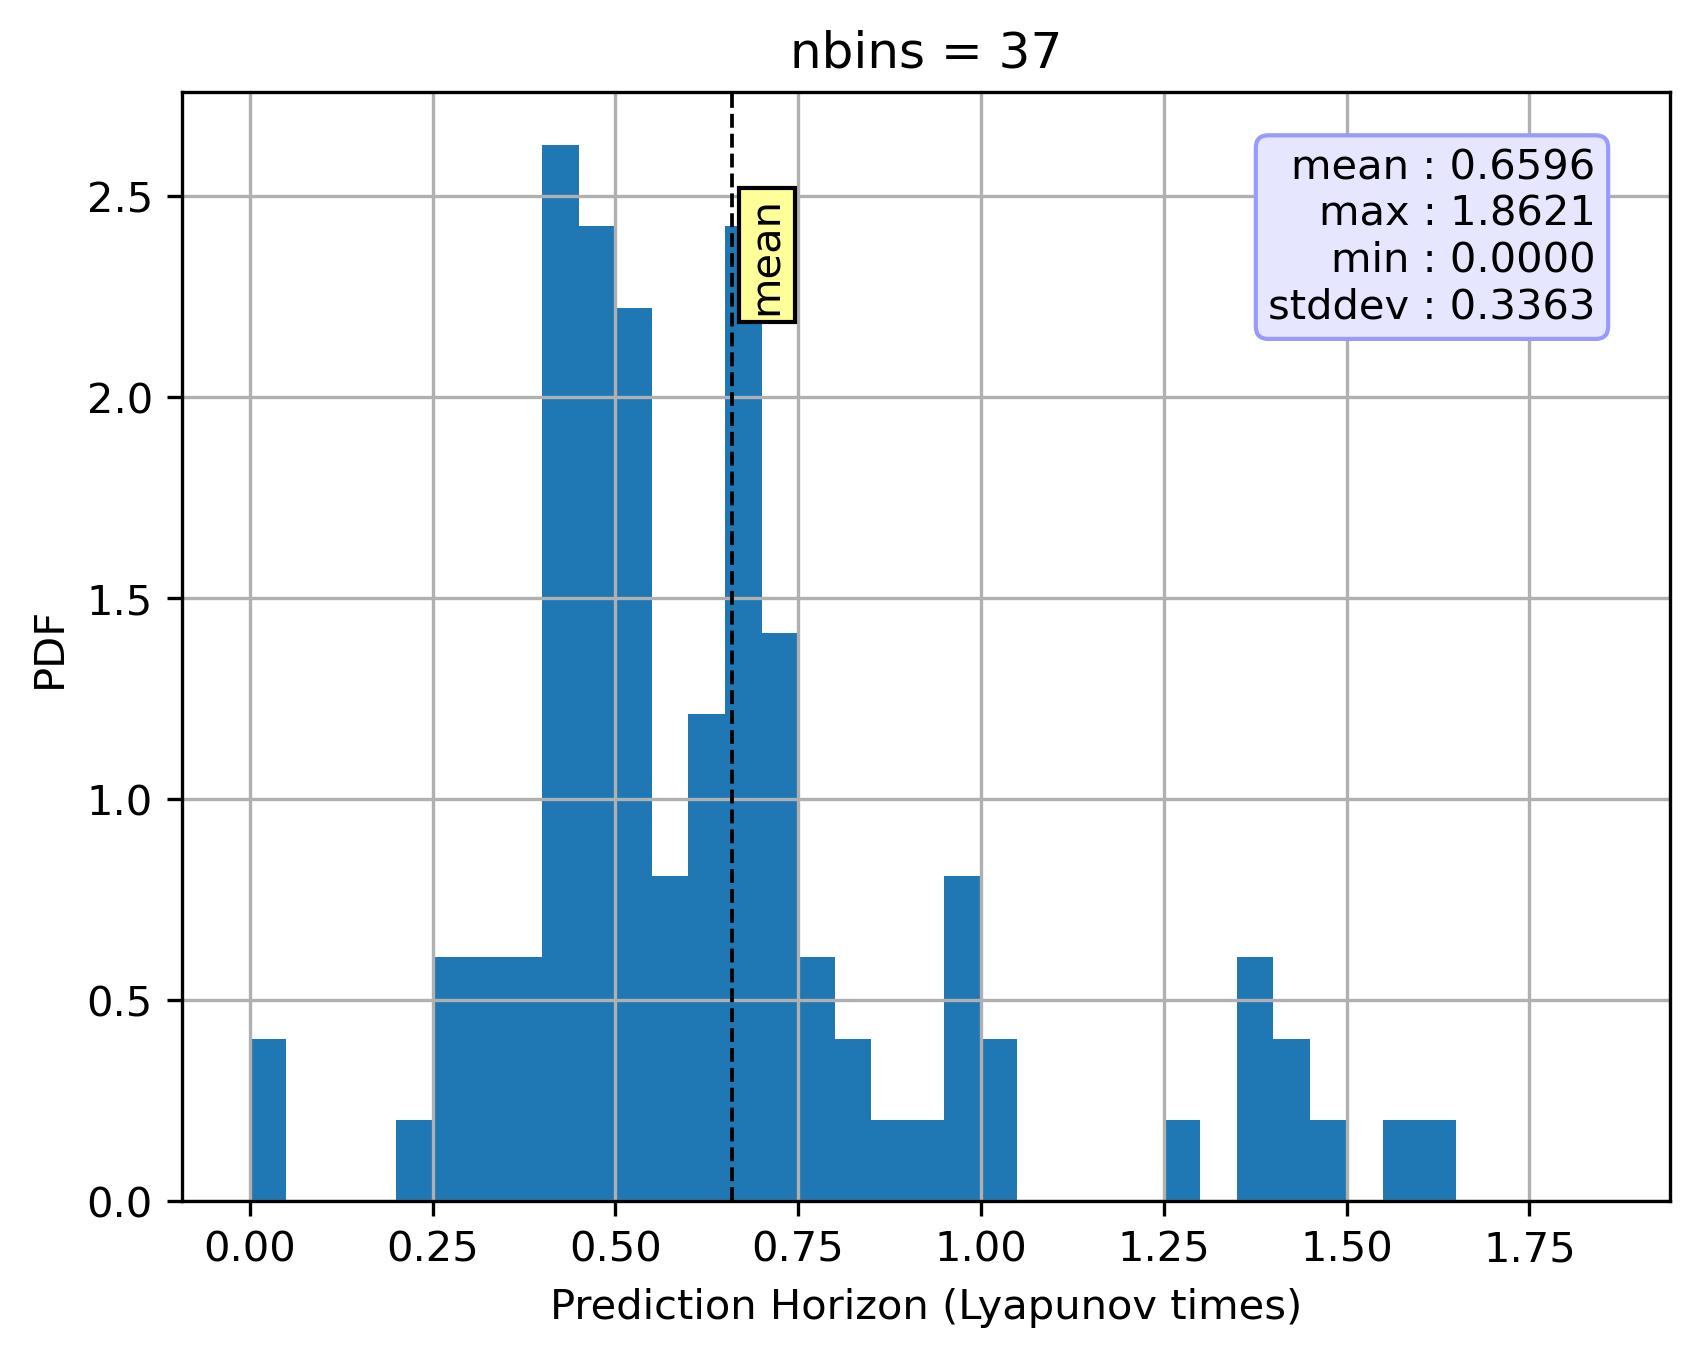 nbins = 37
mean : 0.6596
max : 1.8621
min : 0.0000
stddev : 0.3363
mean
PDF
2.5
2.0
1.5
1.0
0.5
0.0
0.00 0.25 0.50 0.75 1.00 1.25 1.50 1.75
Prediction Horizon (Lyapunov times)